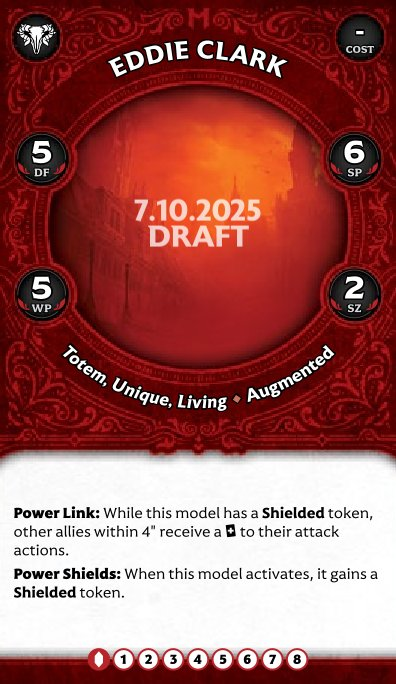 EDDIE CLARK
-
COST
5
DF
6
SP
7.10.2025
DRAFT
5
WP
2
SZ
Totem, Unique, Living • Augmented
Power Link: While this model has a Shielded token,
other allies within 4" receive a to their attack
actions.
Power Shields: When this model activates, it gains a
Shielded token.
1 2 3 4 5 6 7 8